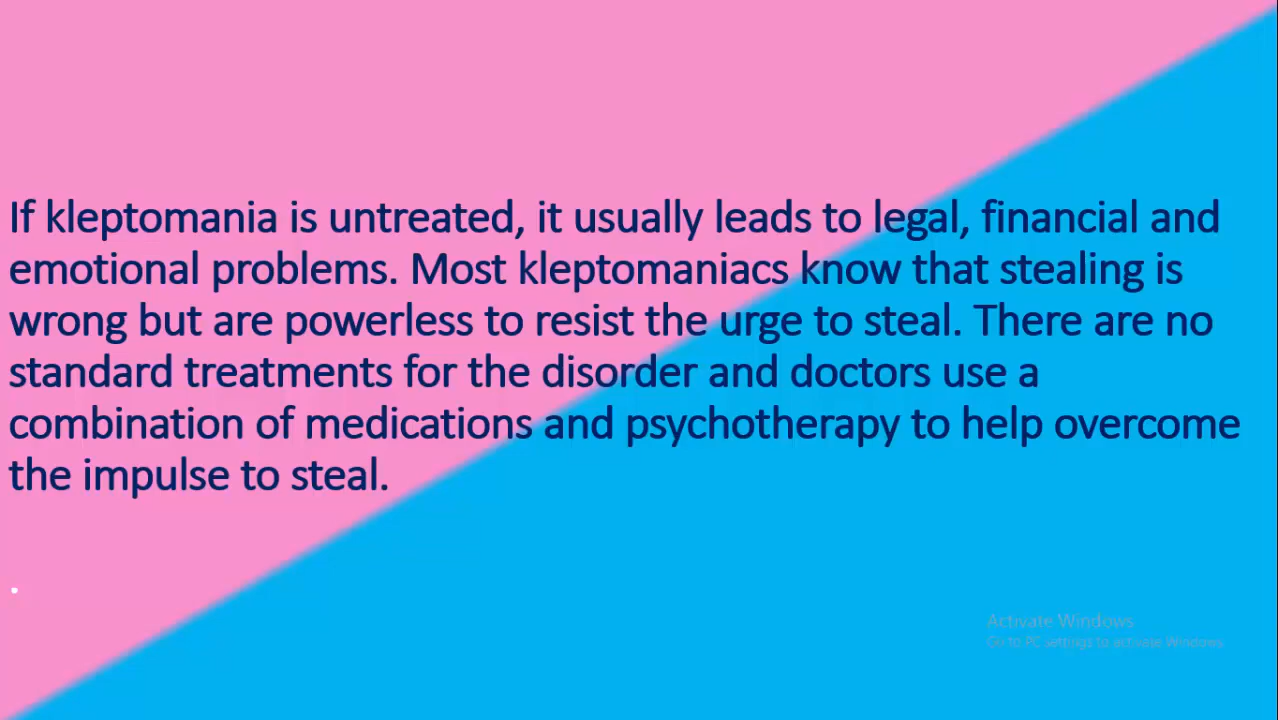 If kleptomania is untreated, it usually leads to legal, financial and
emotional problems. Most kleptomaniacs know that stealing is
wrong but are powerless to resist the urge to steal. There are no
standard treatments for the disorder and doctors use a
combination of medications and psychotherapy to help overcome
the impulse to steal.
.
Activate Windows
Go to PC settings to activate Windows.